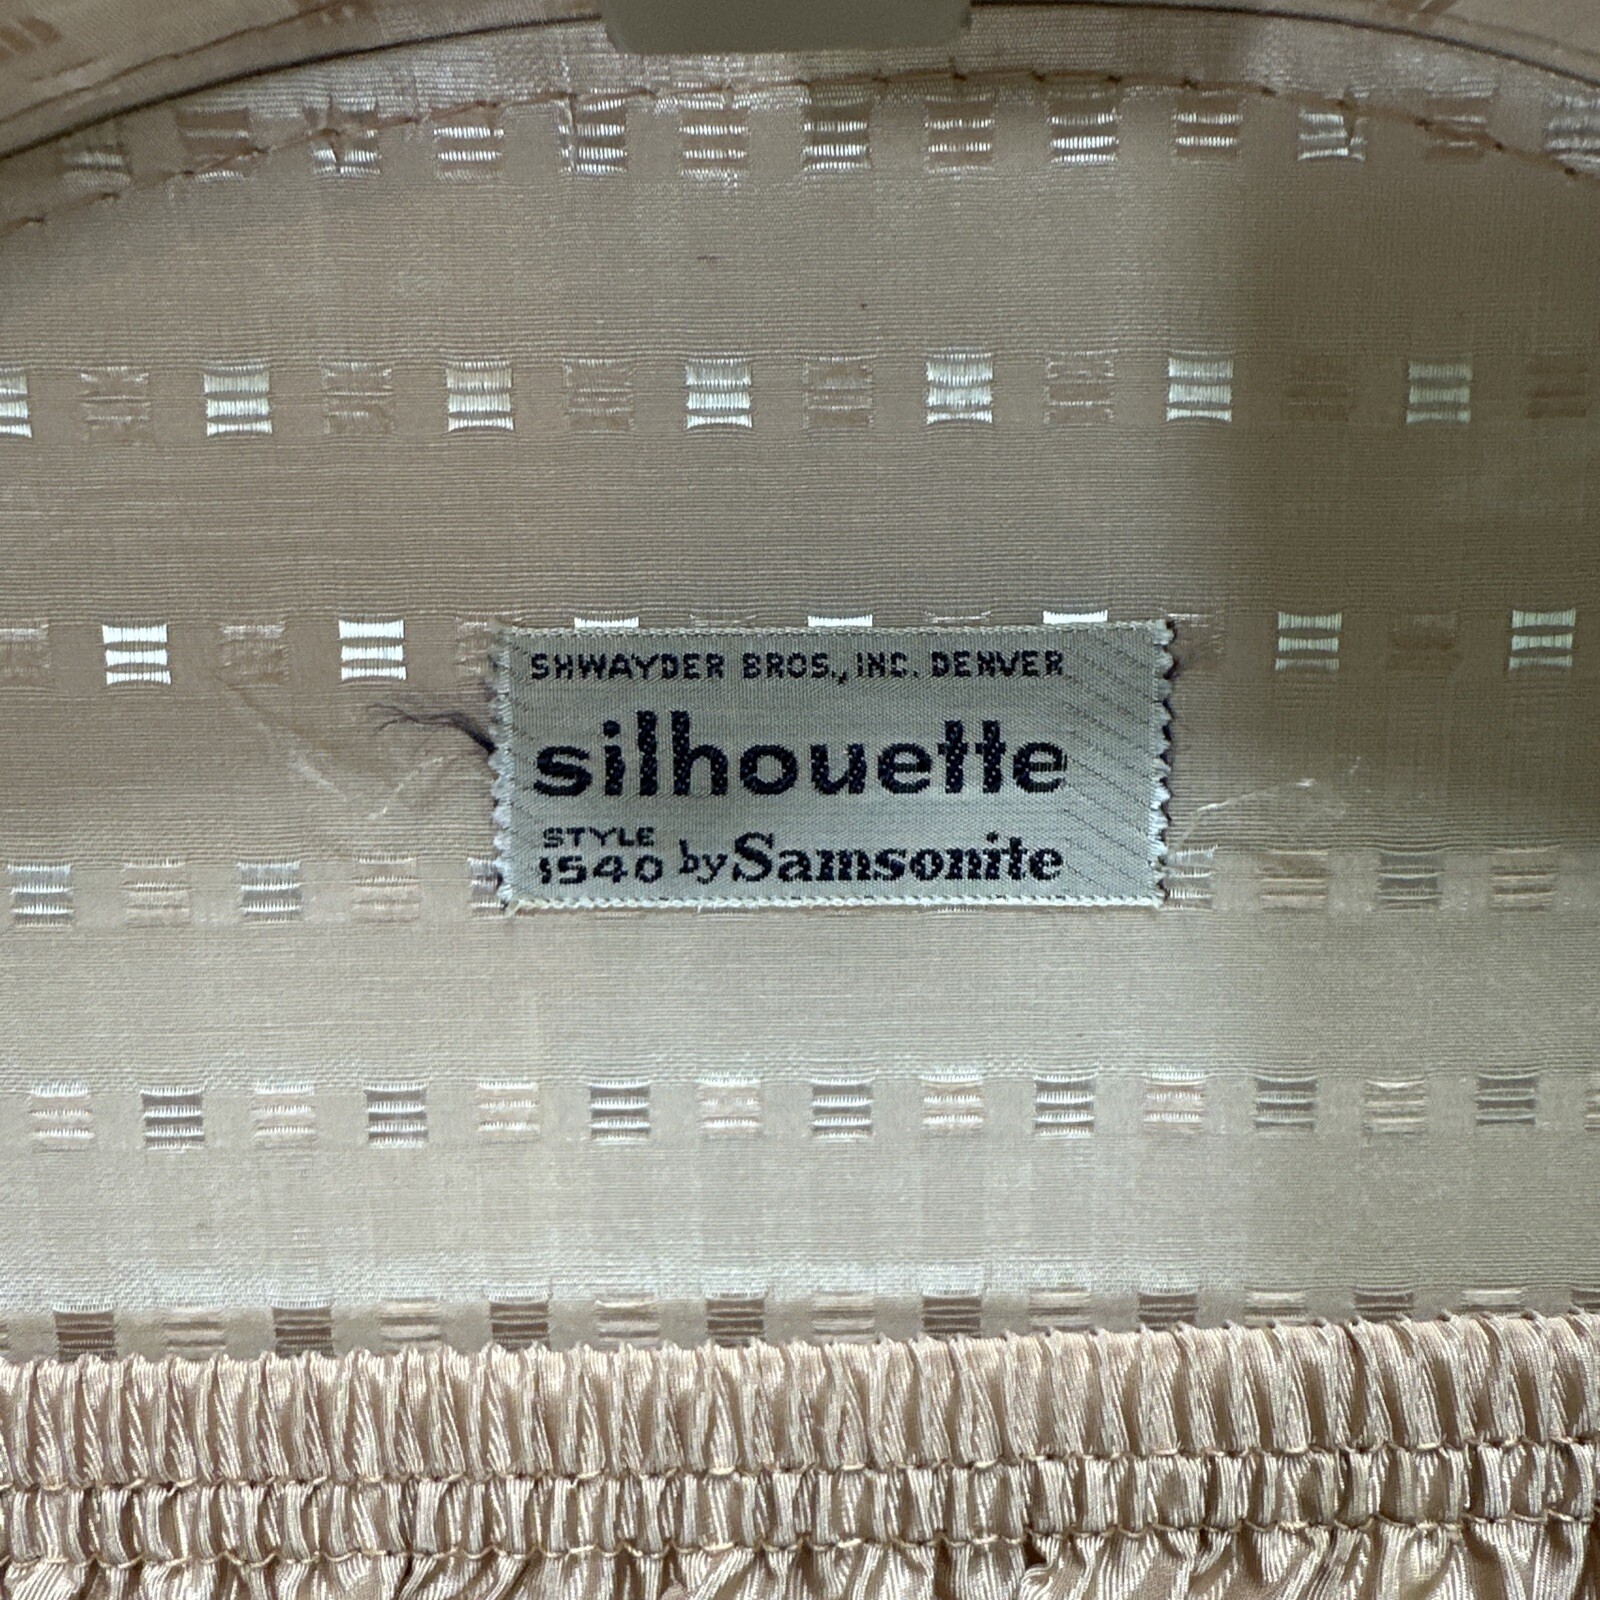 SHWAYDER BROS., INC. DENVER
silhouette
STYLE
1540 by Samsonite